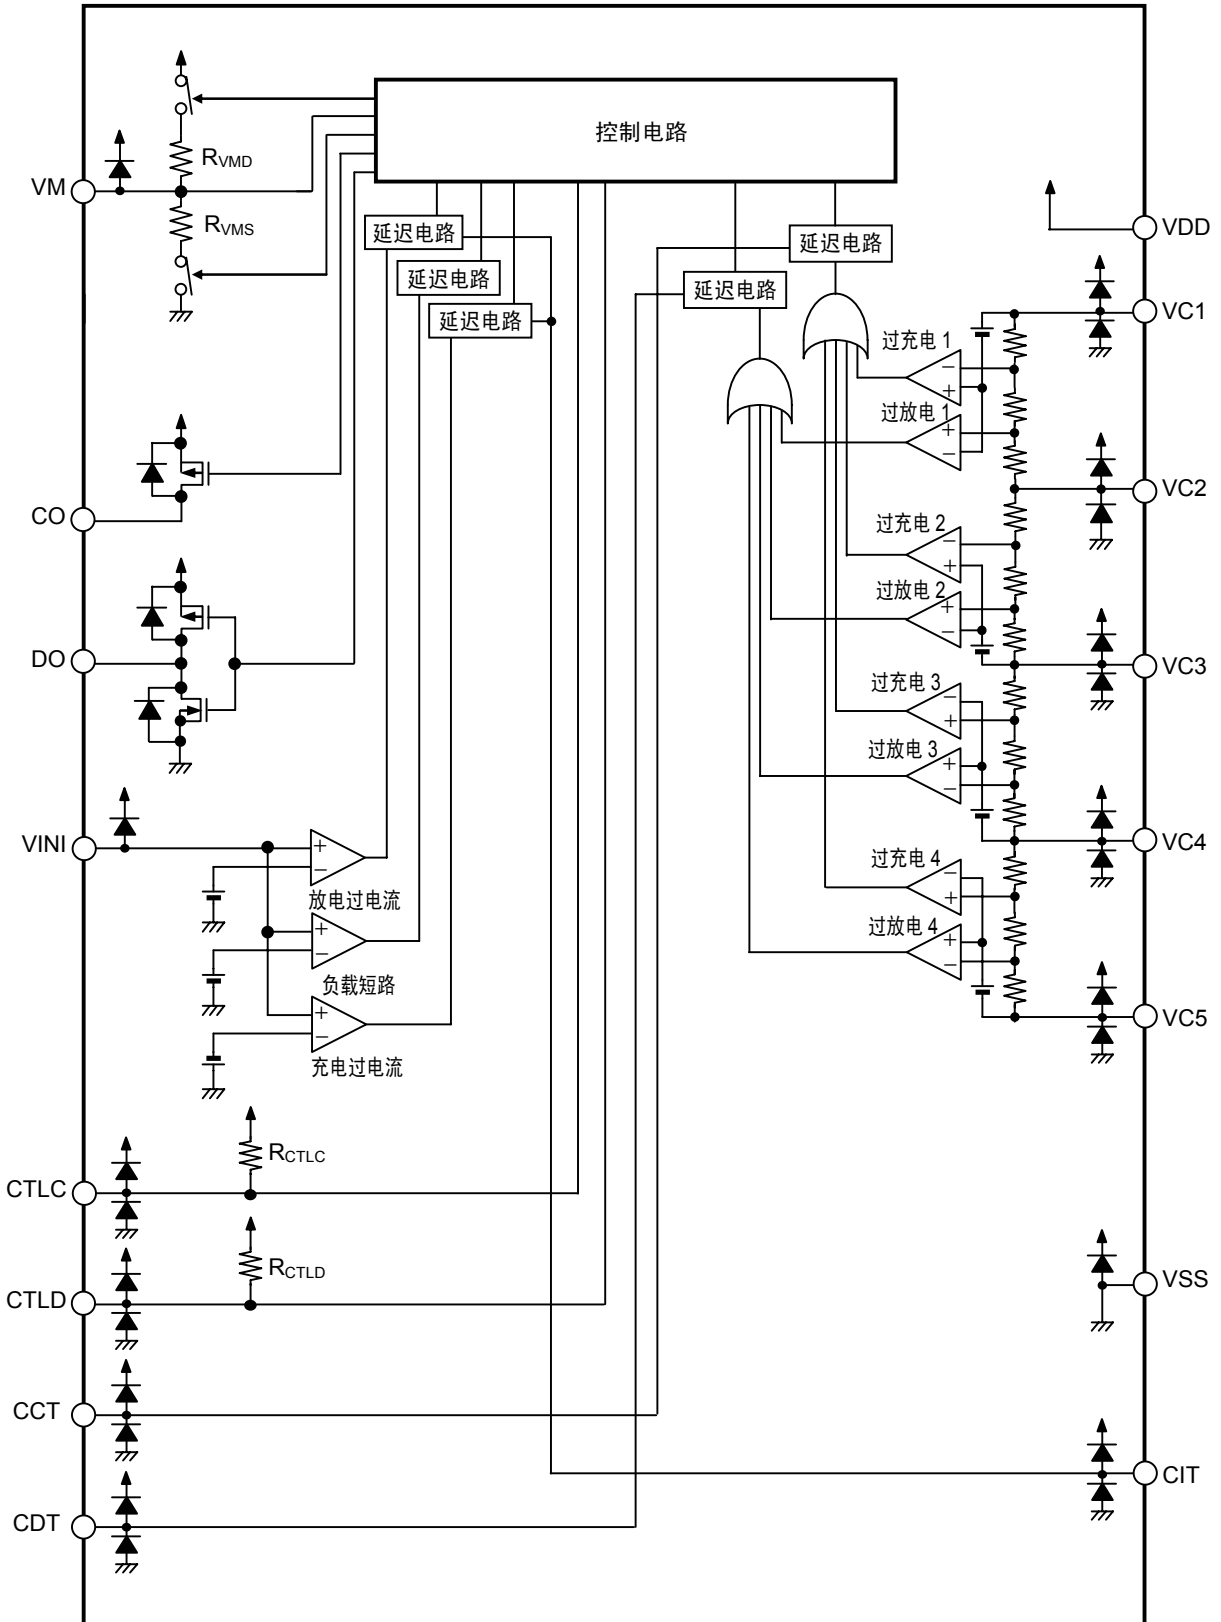 控制电路
RVMD
VM
RVMS
延迟电路
延迟电路
VDD
延迟电路
延迟电路
延迟电路
VC1
过充电 1
过放电 1
VC2
CO
过充电 2
过放电 2
DO
VC3
过充电 3
过放电 3
VINI
VC4
过充电 4
放电过电流
过放电 4
负载短路
VC5
充电过电流
RCTLC
CTLC
RCTLD
VSS
CTLD
CCT
CIT
CDT
+
−
+
−
+
−
−
+
+
−
−
+
+
−
−
+
+
−
−
+
+
−